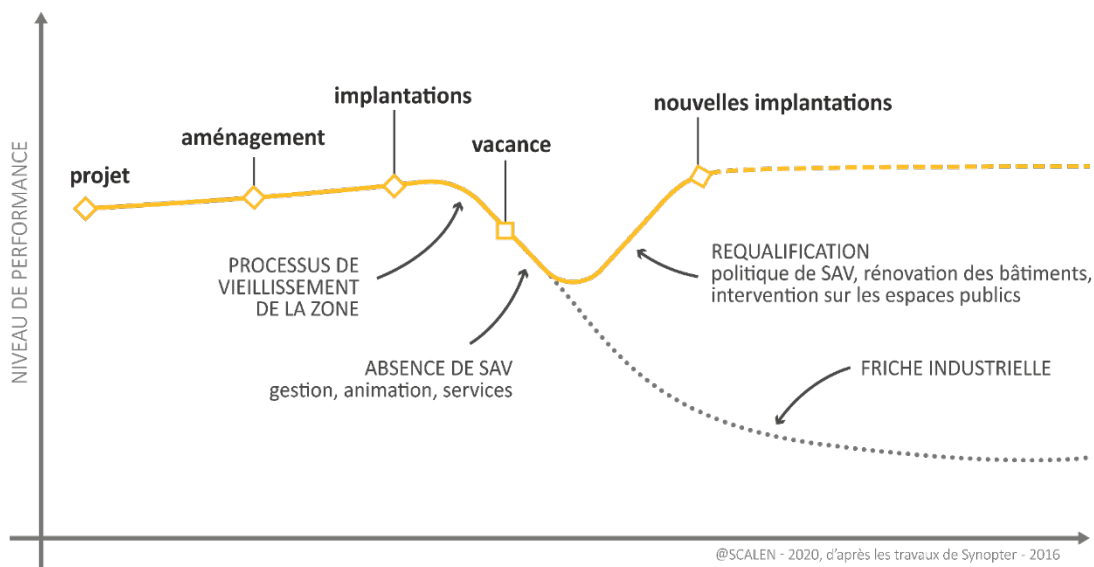 NIVEAU DE PERFORMANCE
projet
aménagement
implantations
vacance
nouvelles implantations
PROCESSUS DE
VIEILLISSEMENT
DE LA ZONE
ABSENCE DE SAV
gestion, animation, services
REQUALIFICATION
politique de SAV, rénovation des bâtiments,
intervention sur les espaces publics
FRICHE INDUSTRIELLE
@SCALEN - 2020, d'après les travaux de Synopter - 2016